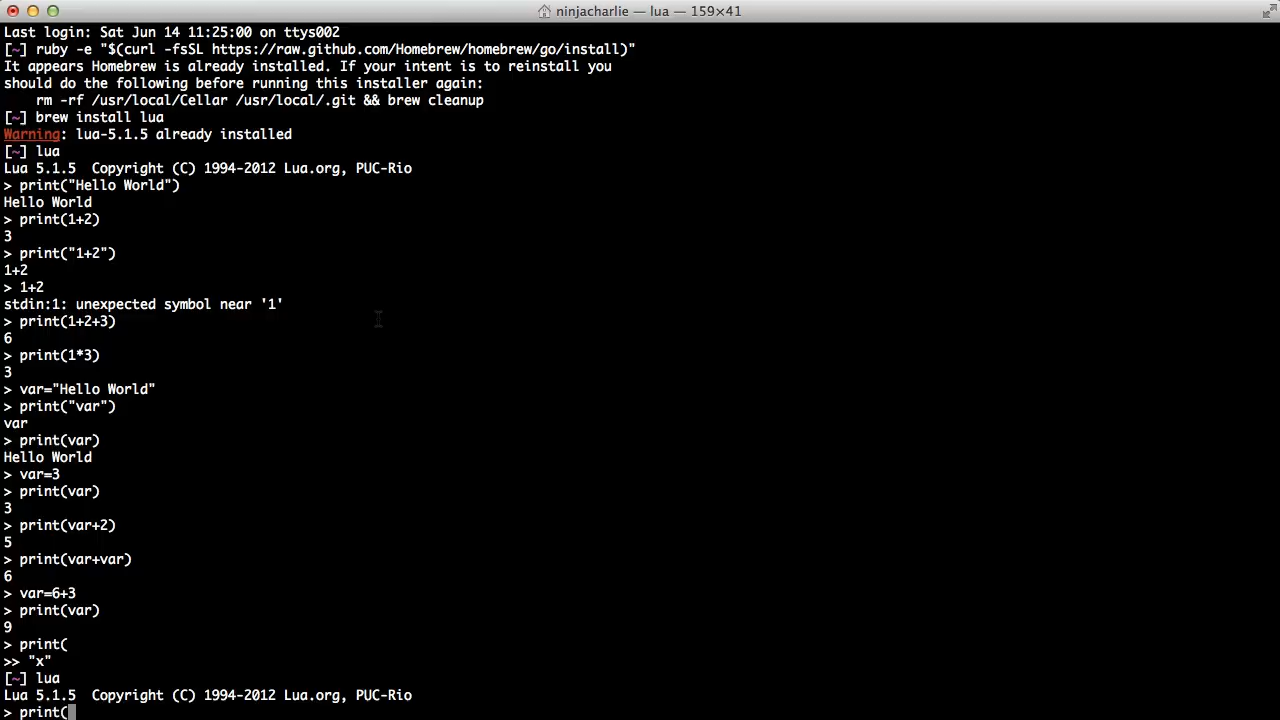 ninjacharlie — lua — 159×41
Last login: Sat Jun 14 11:25:00 on ttys002
[~] ruby -e "$(curl -fsSL https://raw.github.com/Homebrew/homebrew/go/install)"
It appears Homebrew is already installed. If your intent is to reinstall you
should do the following before running this installer again:
    rm -rf /usr/local/Cellar /usr/local/.git && brew cleanup
[~] brew install lua
Warning: lua-5.1.5 already installed
[~] lua
Lua 5.1.5  Copyright (C) 1994-2012 Lua.org, PUC-Rio
> print("Hello World")
Hello World
> print(1+2)
3
> print("1+2")
1+2
> 1+2
stdin:1: unexpected symbol near '1'
> print(1+2+3)
6
> print(1*3)
3
> var="Hello World"
> print("var")
var
> print(var)
Hello World
> var=3
> print(var)
3
> print(var+2)
5
> print(var+var)
6
> var=6+3
> print(var)
9
> print(
>> "x"
[~] lua
Lua 5.1.5  Copyright (C) 1994-2012 Lua.org, PUC-Rio
> print(